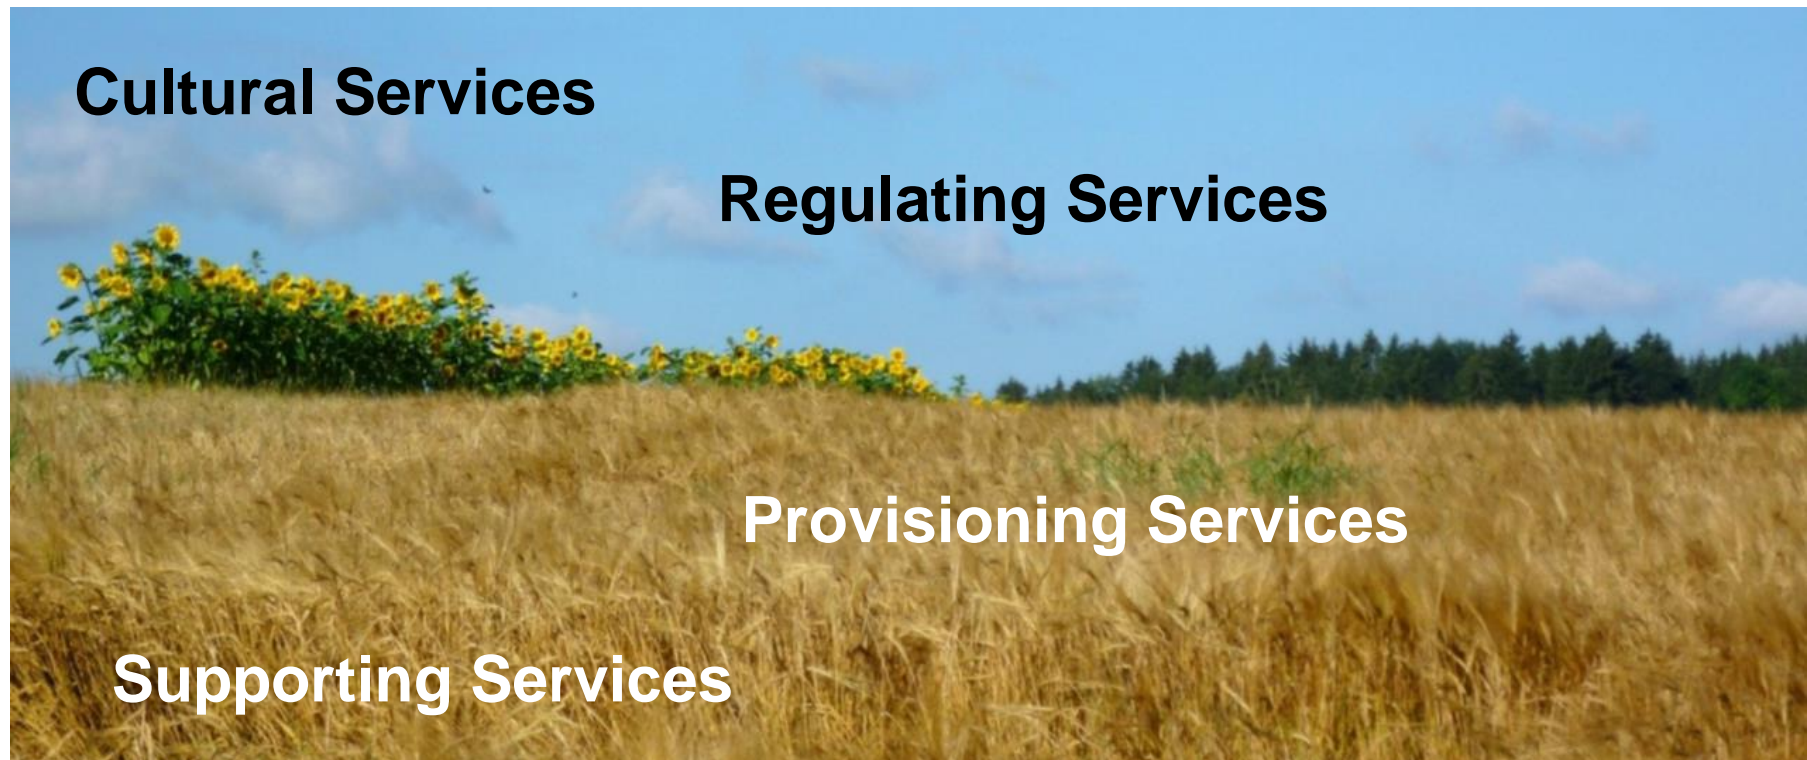 Cultural Services
Regulating Services
Provisioning Services
Supporting Services